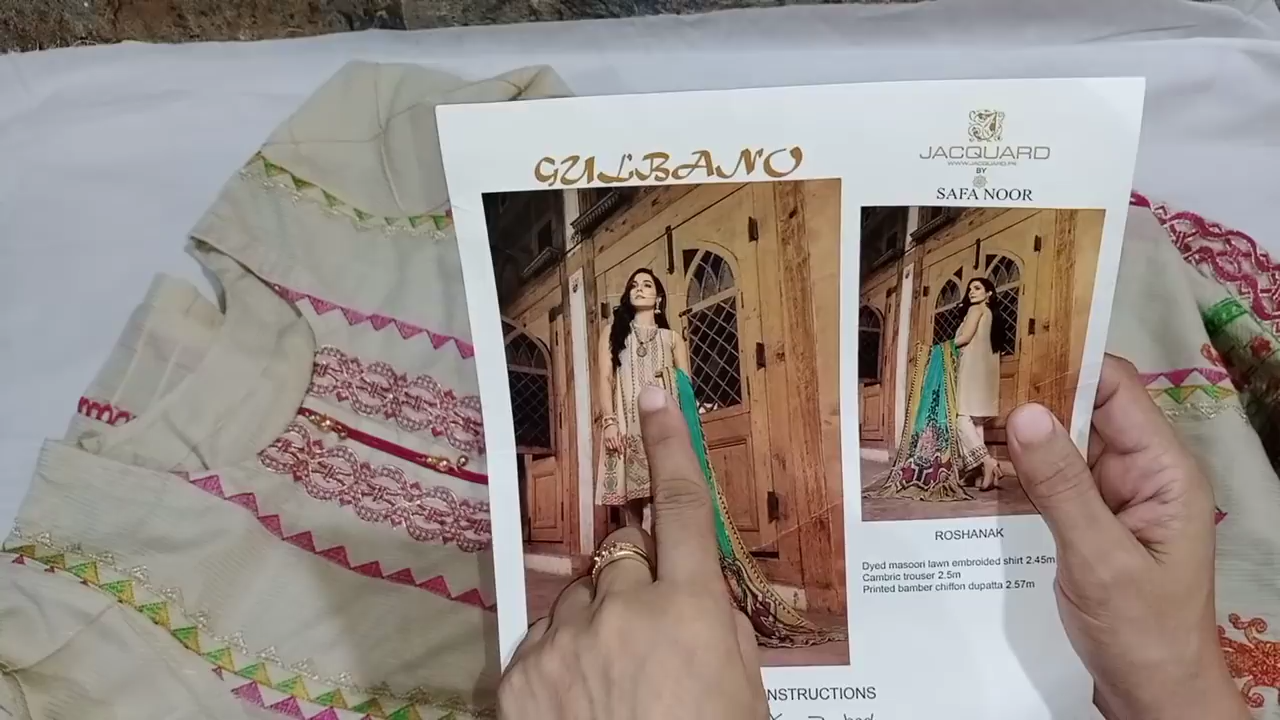 GULBANO
JACQUARD
WWW.JACQUARD.PK
BY
SAFA NOOR
ROSHANAK
Dyed masoori lawn embroided shirt 2.45m
Cambric trouser 2.5m
Printed bamber chiffon dupatta 2.57m
NSTRUCTIONS